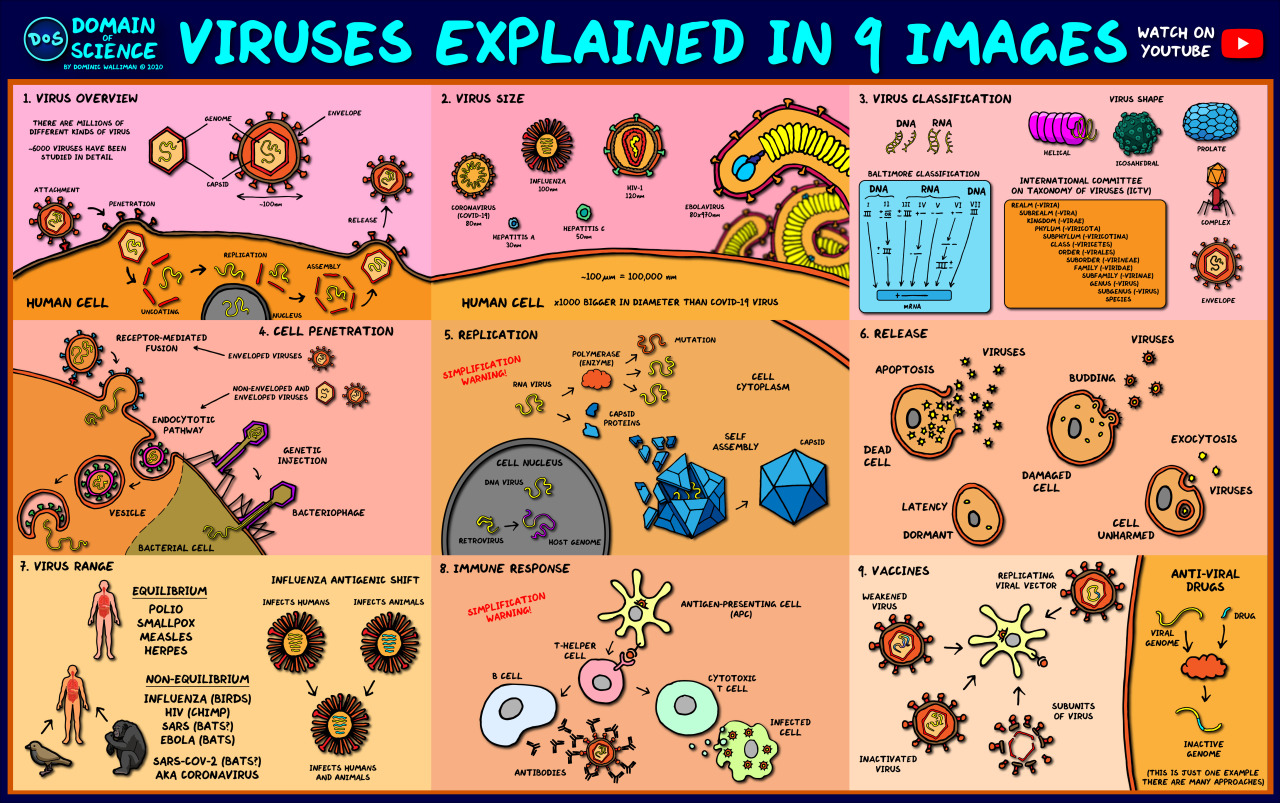 DoS
DOMAIN
OF
SCIENCE
BY DOMINIC WALLIMAN © 2020
VIRUSES EXPLAINED IN 9 IMAGES
WATCH ON
YOUTUBE
1. VIRUS OVERVIEW
THERE ARE MILLIONS OF
DIFFERENT KINDS OF VIRUS
~6000 VIRUSES HAVE BEEN
STUDIED IN DETAIL
GENOME
ENVELOPE
CAPSID
~100nm
ATTACHMENT
PENETRATION
RELEASE
REPLICATION
ASSEMBLY
UNCOATING
NUCLEUS
HUMAN CELL
2. VIRUS SIZE
CORONAVIRUS
(COVID-19)
80nm
INFLUENZA
100nm
HIV-1
120nm
HEPATITIS A
30nm
HEPATITIS C
50nm
EBOLAVIRUS
80x970nm
~100 μm = 100,000 nm
HUMAN CELL x1000 BIGGER IN DIAMETER THAN COVID-19 VIRUS
3. VIRUS CLASSIFICATION
DNA RNA
BALTIMORE CLASSIFICATION
DNA RNA DNA
I II III IV V VI VII
mRNA
VIRUS SHAPE
HELICAL
ICOSAHEDRAL
PROLATE
COMPLEX
ENVELOPE
INTERNATIONAL COMMITTEE
ON TAXONOMY OF VIRUSES (ICTV)
REALM (-VIRIA)
SUBREALM (-VIRA)
KINGDOM (-VIRAE)
PHYLUM (-VIRICOTA)
SUBPHYLUM (-VIRICOTINA)
CLASS (-VIRICETES)
ORDER (-VIRALES)
SUBORDER (-VIRINEAE)
FAMILY (-VIRIDAE)
SUBFAMILY (-VIRINAE)
GENUS (-VIRUS)
SUBGENUS (-VIRUS)
SPECIES
4. CELL PENETRATION
RECEPTOR-MEDIATED
FUSION
ENVELOPED VIRUSES
NON-ENVELOPED AND
ENVELOPED VIRUSES
ENDOCYTOTIC
PATHWAY
GENETIC
INJECTION
VESICLE
BACTERIOPHAGE
BACTERIAL CELL
5. REPLICATION
SIMPLIFICATION
WARNING!
RNA VIRUS
POLYMERASE
(ENZYME)
MUTATION
CAPSID
PROTEINS
CELL
CYTOPLASM
SELF
ASSEMBLY
CAPSID
CELL NUCLEUS
DNA VIRUS
RETROVIRUS
HOST GENOME
6. RELEASE
APOPTOSIS
VIRUSES
DEAD
CELL
VIRUSES
BUDDING
DAMAGED
CELL
EXOCYTOSIS
VIRUSES
CELL
UNHARMED
LATENCY
DORMANT
7. VIRUS RANGE
EQUILIBRIUM
POLIO
SMALLPOX
MEASLES
HERPES
NON-EQUILIBRIUM
INFLUENZA (BIRDS)
HIV (CHIMP)
SARS (BATS?)
EBOLA (BATS)
SARS-COV-2 (BATS?)
AKA CORONAVIRUS
INFLUENZA ANTIGENIC SHIFT
INFECTS HUMANS
INFECTS ANIMALS
INFECTS HUMANS
AND ANIMALS
8. IMMUNE RESPONSE
SIMPLIFICATION
WARNING!
ANTIGEN-PRESENTING CELL
(APC)
T-HELPER
CELL
B CELL
CYTOTOXIC
T CELL
INFECTED
CELL
ANTIBODIES
9. VACCINES
WEAKENED
VIRUS
REPLICATING
VIRAL VECTOR
INACTIVATED
VIRUS
SUBUNITS
OF VIRUS
ANTI-VIRAL
DRUGS
DRUG
VIRAL
GENOME
INACTIVE
GENOME
(THIS IS JUST ONE EXAMPLE
THERE ARE MANY APPROACHES)